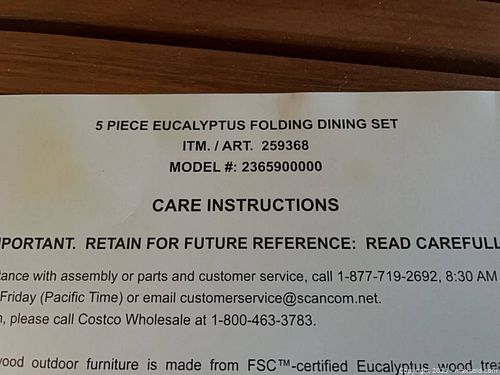 5 PIECE EUCALYPTUS FOLDING DINING SET
ITM. / ART. 259368
MODEL #: 2365900000
CARE INSTRUCTIONS
PORTANT. RETAIN FOR FUTURE REFERENCE: READ CAREFULL
tance with assembly or parts and customer service, call 1-877-719-2692, 8:30 AM
Friday (Pacific Time) or email customerservice@scancom.net.
n, please call Costco Wholesale at 1-800-463-3783.
wood outdoor furniture is made from FSC™-certified Eucalyptus wood trea